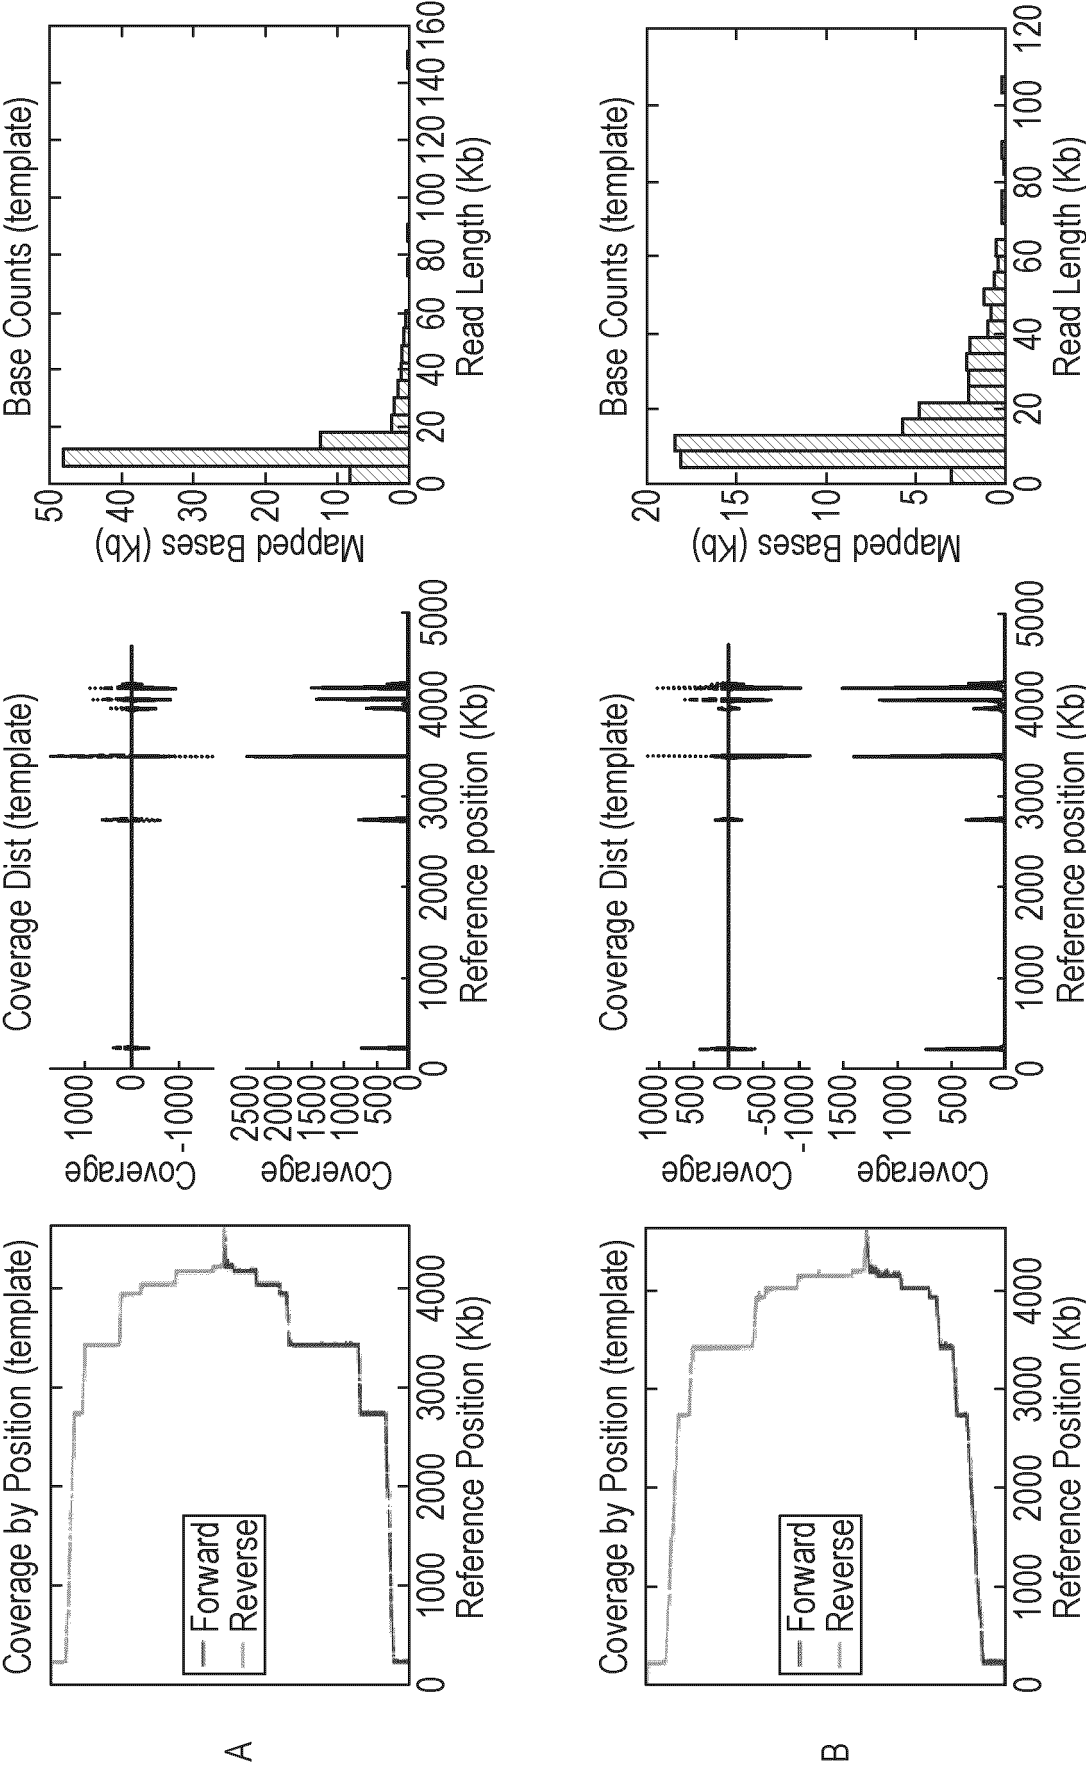 A
Coverage by Position (template)
Forward
Reverse
0 1000 2000 3000 4000
Reference Position (Kb)
Coverage Dist (template)
Coverage
1000
0
-1000
Coverage
2500
2000
1500
1000
500
0
0 1000 2000 3000 4000 5000
Reference position (Kb)
Base Counts (template)
Mapped Bases (Kb)
50
40
30
20
10
0
0 20 40 60 80 100 120 140 160
Read Length (Kb)
B
Coverage by Position (template)
Forward
Reverse
0 1000 2000 3000 4000
Reference Position (Kb)
Coverage Dist (template)
Coverage
1000
500
0
-500
-1000
Coverage
1500
1000
500
0
0 1000 2000 3000 4000 5000
Reference position (Kb)
Base Counts (template)
Mapped Bases (Kb)
20
15
10
5
0
0 20 40 60 80 100 120
Read Length (Kb)